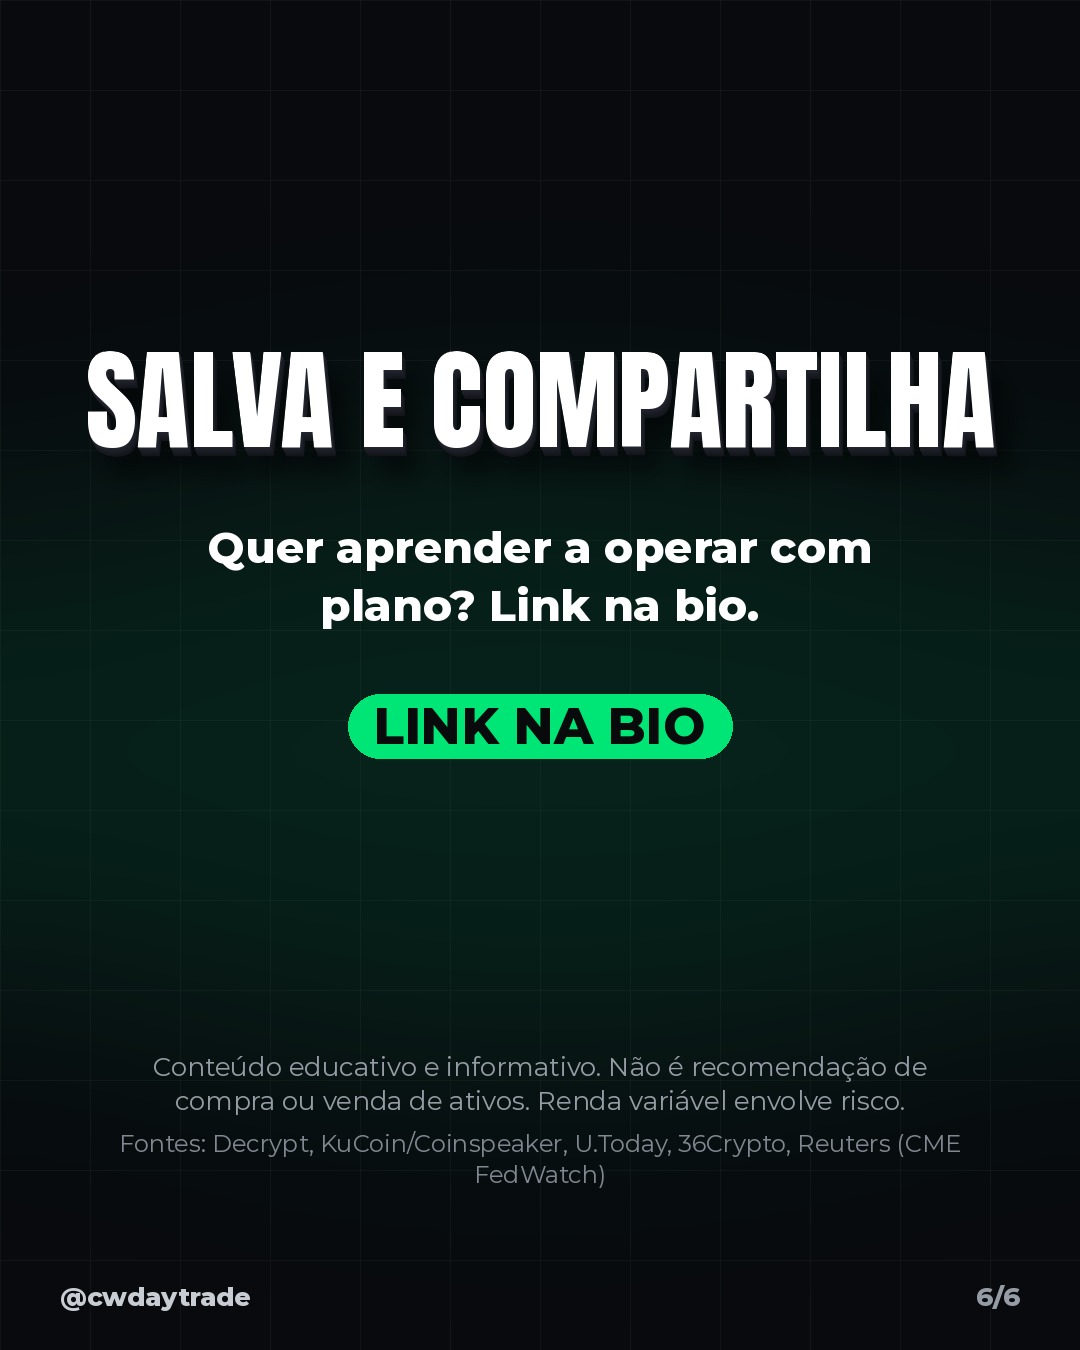 SALVA E COMPARTILHA
Quer aprender a operar com
plano? Link na bio.
LINK NA BIO
Conteúdo educativo e informativo. Não é recomendação de
compra ou venda de ativos. Renda variável envolve risco.
Fontes: Decrypt, KuCoin/Coinspeaker, U.Today, 36Crypto, Reuters (CME
FedWatch)
@cwdaytrade
6/6